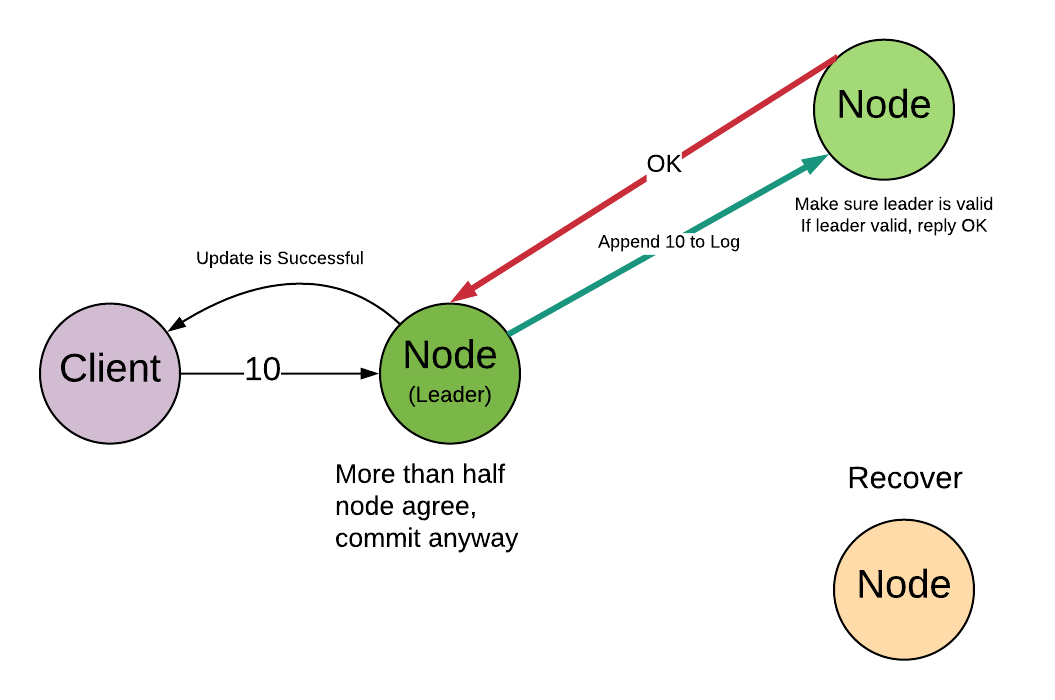 Node
OK
Make sure leader is valid
If leader valid, reply OK
Append 10 to Log
Update is Successful
Client
10
Node
(Leader)
More than half
node agree,
commit anyway
Recover
Node